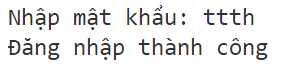 Nhập mật khẩu: ttth
Đăng nhập thành công